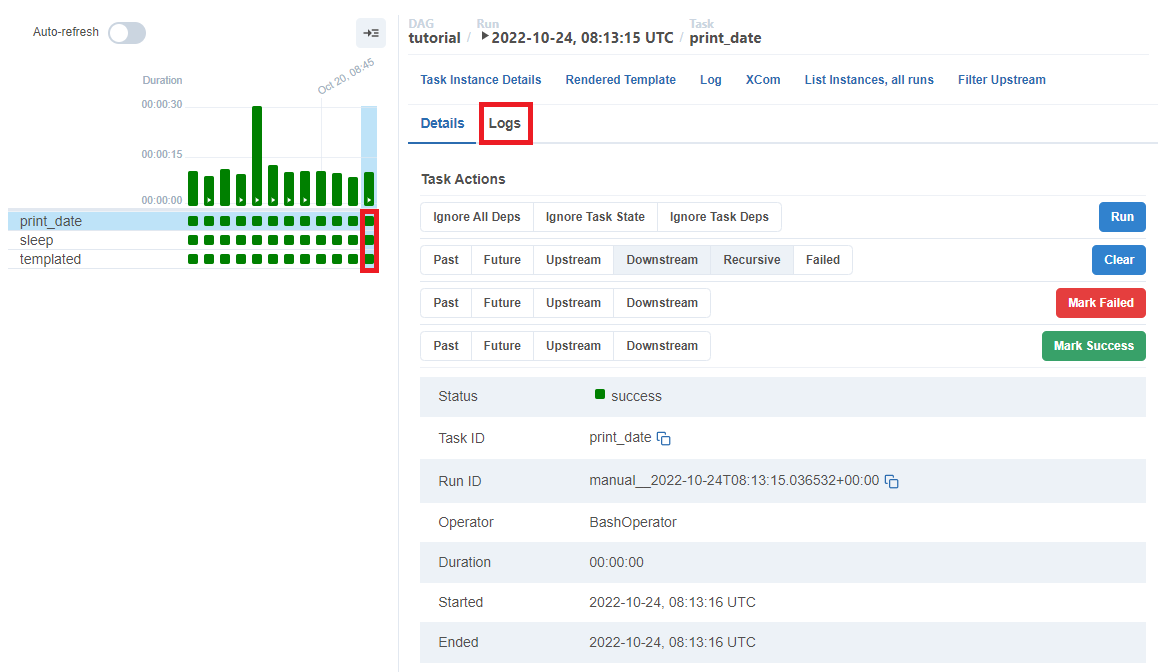 Auto-refresh
Duration
Oct 20, 08:45
00:00:30
00:00:15
00:00:00
print_date
sleep
templated
DAG Run Task
tutorial / 2022-10-24, 08:13:15 UTC / print_date
Task Instance Details Rendered Template Log XCom List Instances, all runs Filter Upstream
Details Logs
Task Actions
Ignore All Deps Ignore Task State Ignore Task Deps Run
Past Future Upstream Downstream Recursive Failed Clear
Past Future Upstream Downstream Mark Failed
Past Future Upstream Downstream Mark Success
Status success
Task ID print_date
Run ID manual__2022-10-24T08:13:15.036532+00:00
Operator BashOperator
Duration 00:00:00
Started 2022-10-24, 08:13:16 UTC
Ended 2022-10-24, 08:13:16 UTC